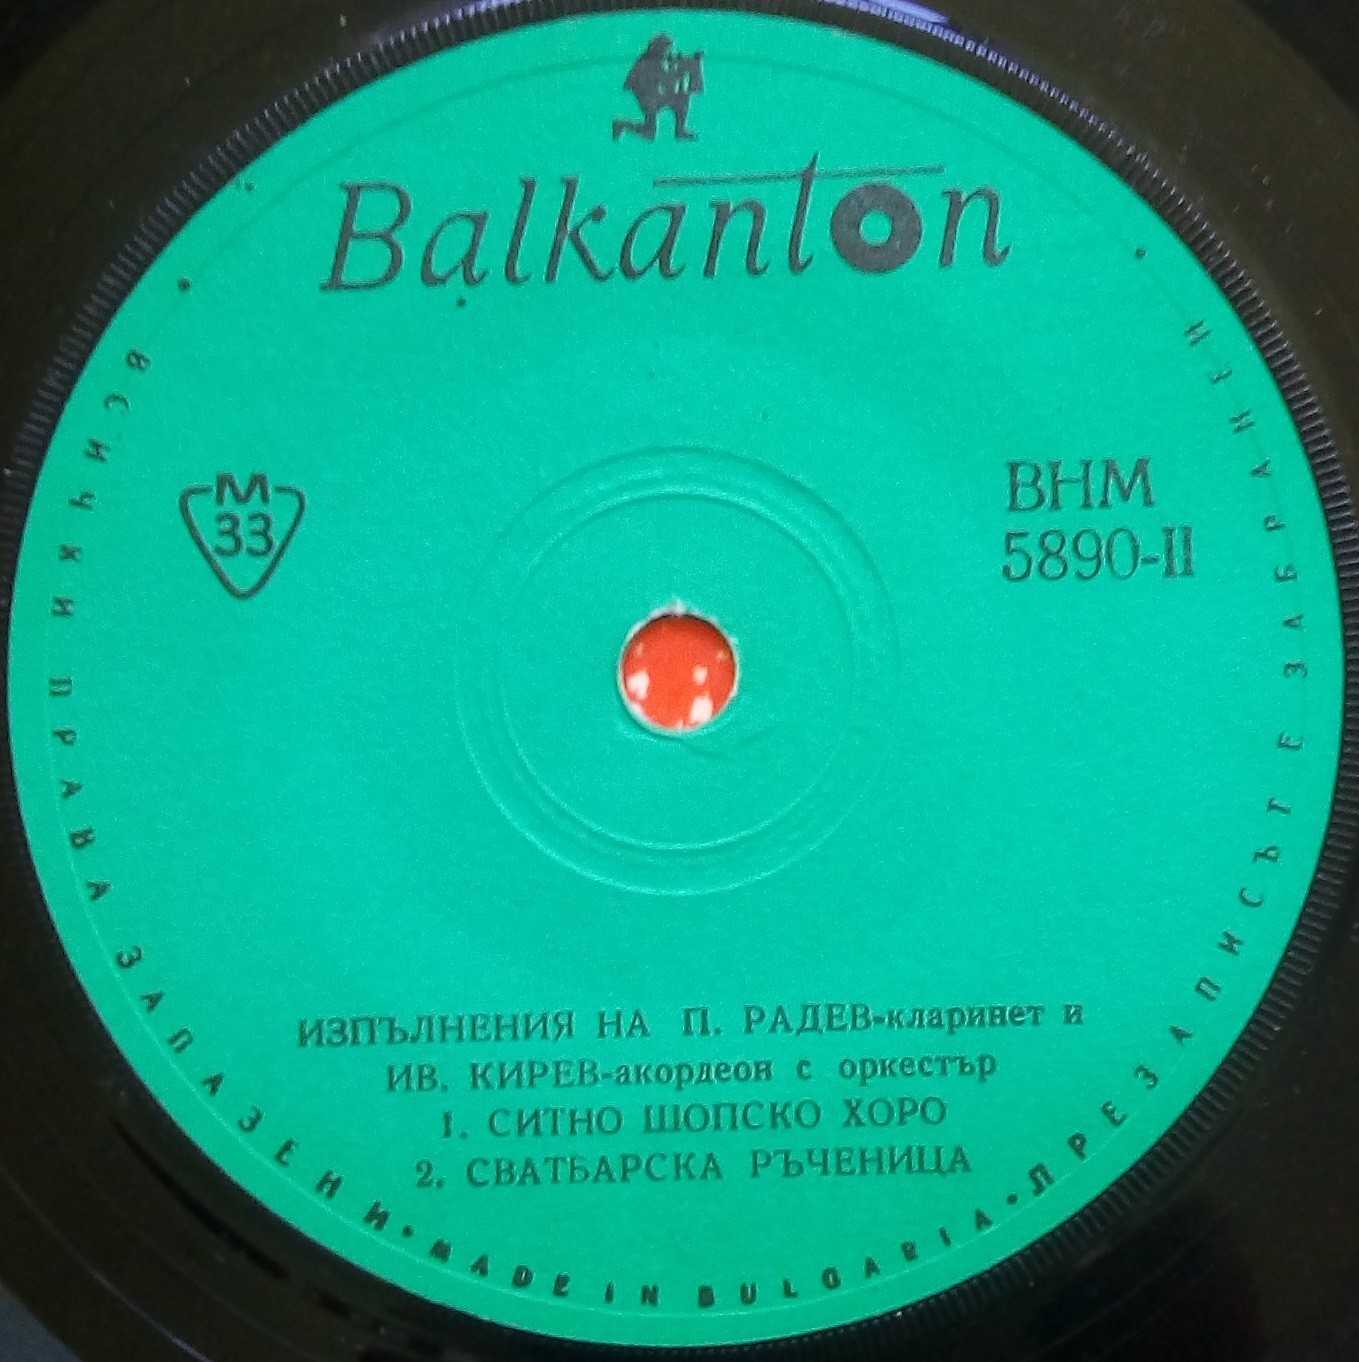 Balkanton
М
33
ВНМ
5890-II
ИЗПЪЛНЕНИЯ НА П. РАДЕВ-кларинет и
ИВ. КИРЕВ-акордеон с оркестър
1. СИТНО ШОПСКО ХОРО
2. СВАТБАРСКА РЪЧЕНИЦА
• ВСИЧКИ ПРАВА ЗАПАЗЕНИ • MADE IN BULGARIA • ПРЕЗАПИСЪТ Е ЗАБРАНЕН •